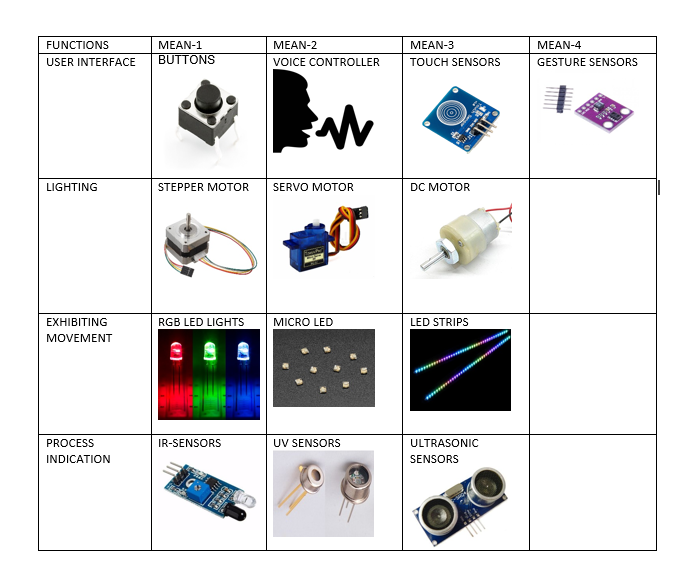 FUNCTIONS MEAN-1 MEAN-2 MEAN-3 MEAN-4
USER INTERFACE BUTTONS VOICE CONTROLLER TOUCH SENSORS GESTURE SENSORS
LIGHTING STEPPER MOTOR SERVO MOTOR DC MOTOR
EXHIBITING MOVEMENT RGB LED LIGHTS MICRO LED LED STRIPS
PROCESS INDICATION IR-SENSORS UV SENSORS ULTRASONIC SENSORS